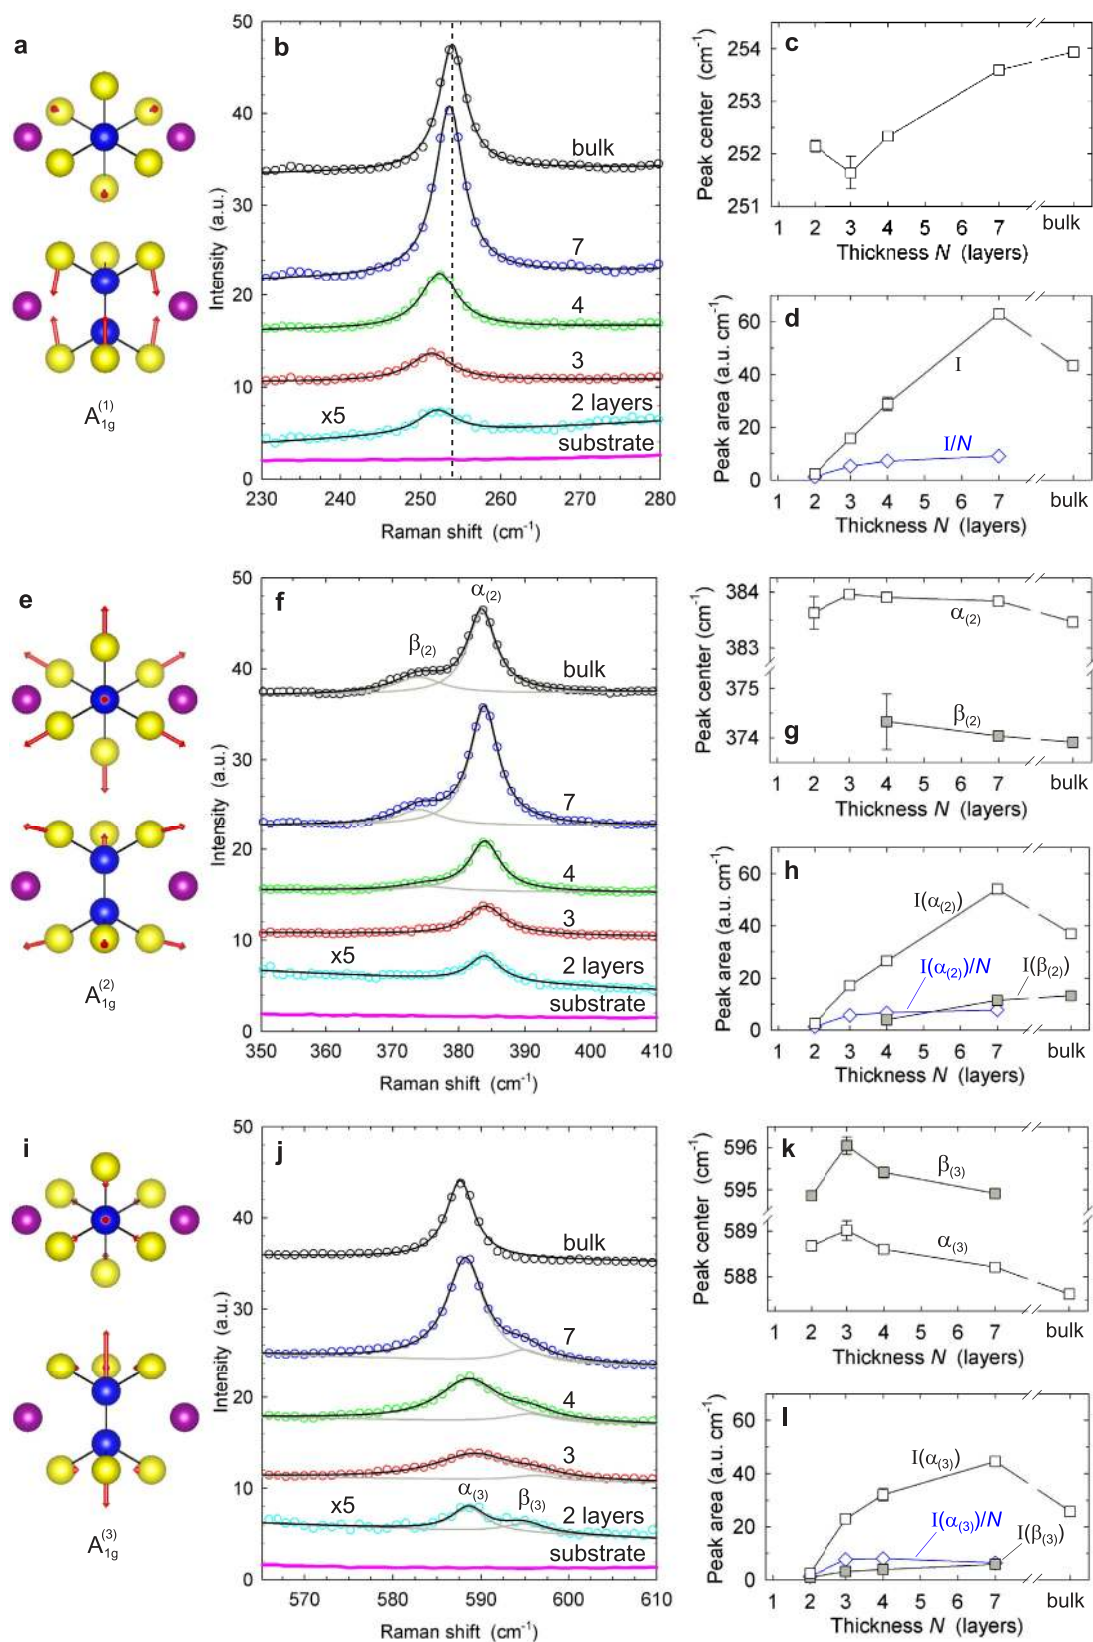 a
A1g(1)
b
50
40
30
20
10
0
Intensity (a.u.)
bulk
7
4
3
x5
2 layers
substrate
230 240 250 260 270 280
Raman shift (cm-1)
c
254
253
252
251
Peak center (cm-1)
1 2 3 4 5 6 7
bulk
Thickness N (layers)
d
60
40
20
0
Peak area (a.u. cm-1)
I
I/N
1 2 3 4 5 6 7
bulk
Thickness N (layers)
e
A1g(2)
f
50
40
30
20
10
0
Intensity (a.u.)
α(2)
β(2)
bulk
7
4
3
x5
2 layers
substrate
350 360 370 380 390 400 410
Raman shift (cm-1)
g
384
383
375
374
Peak center (cm-1)
α(2)
β(2)
1 2 3 4 5 6 7
bulk
Thickness N (layers)
h
60
40
20
0
Peak area (a.u. cm-1)
I(α(2))
I(α(2))/N
I(β(2))
1 2 3 4 5 6 7
bulk
Thickness N (layers)
i
A1g(3)
j
50
40
30
20
10
0
Intensity (a.u.)
bulk
7
4
3
α(3)
β(3)
x5
2 layers
substrate
570 580 590 600 610
Raman shift (cm-1)
k
596
595
589
588
Peak center (cm-1)
β(3)
α(3)
1 2 3 4 5 6 7
bulk
Thickness N (layers)
l
60
40
20
0
Peak area (a.u. cm-1)
I(α(3))
I(α(3))/N
I(β(3))
1 2 3 4 5 6 7
bulk
Thickness N (layers)